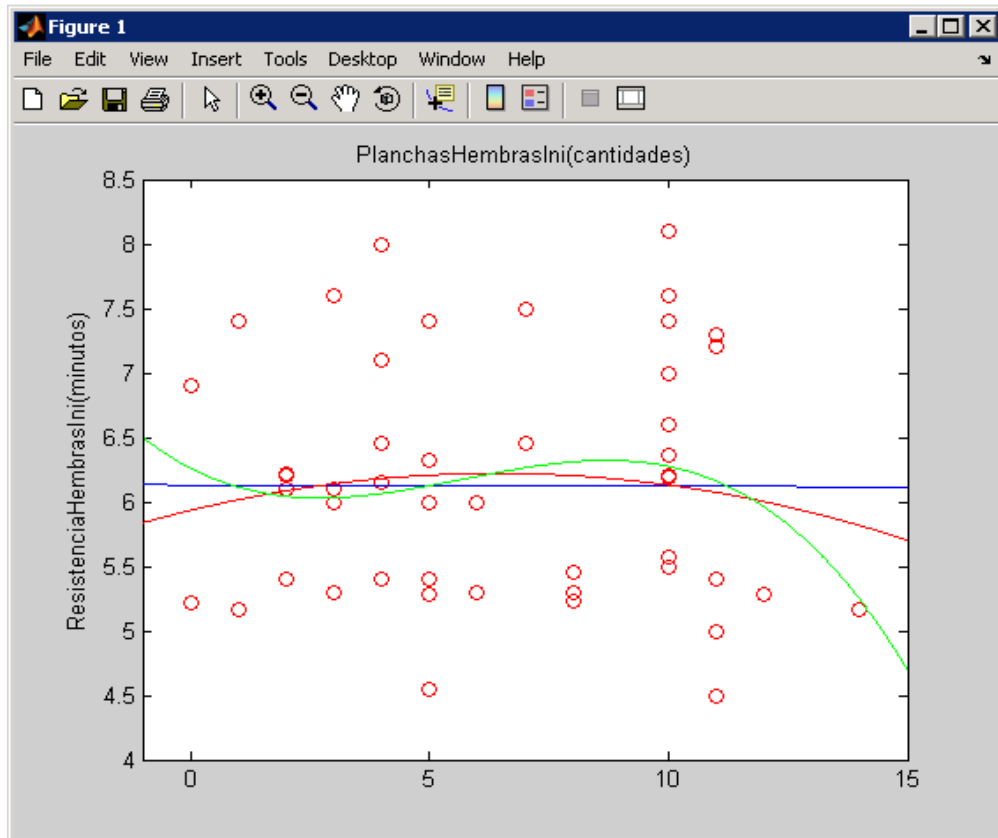 Figure 1
File Edit View Insert Tools Desktop Window Help
PlanchasHembrasIni(cantidades)
8.5
8
7.5
7
6.5
6
5.5
5
4.5
4
ResistenciaHembrasIni(minutos)
0 5 10 15